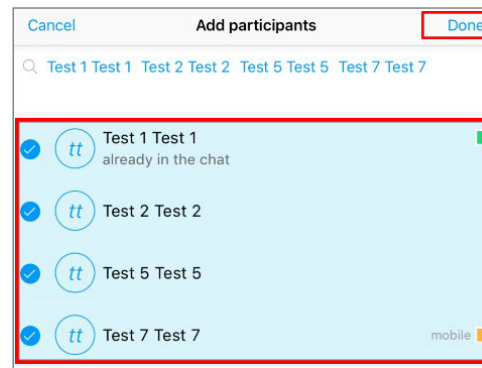 Cancel Add participants Done
Test 1 Test 1 Test 2 Test 2 Test 5 Test 5 Test 7 Test 7
tt Test 1 Test 1
already in the chat
tt Test 2 Test 2
tt Test 5 Test 5
tt Test 7 Test 7 mobile